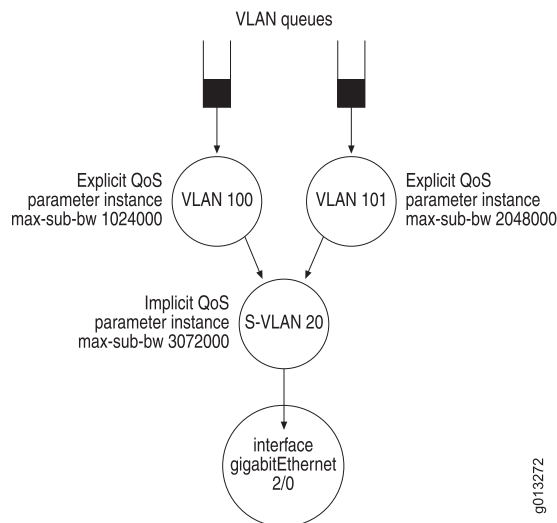 VLAN queues
Explicit QoS
parameter instance
max-sub-bw 1024000
VLAN 100
VLAN 101
Explicit QoS
parameter instance
max-sub-bw 2048000
Implicit QoS
parameter instance
max-sub-bw 3072000
S-VLAN 20
interface
gigabitEthernet
2/0
g013272